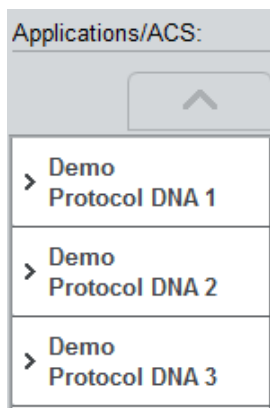 Applications/ACS:
Demo
Protocol DNA 1
Demo
Protocol DNA 2
Demo
Protocol DNA 3